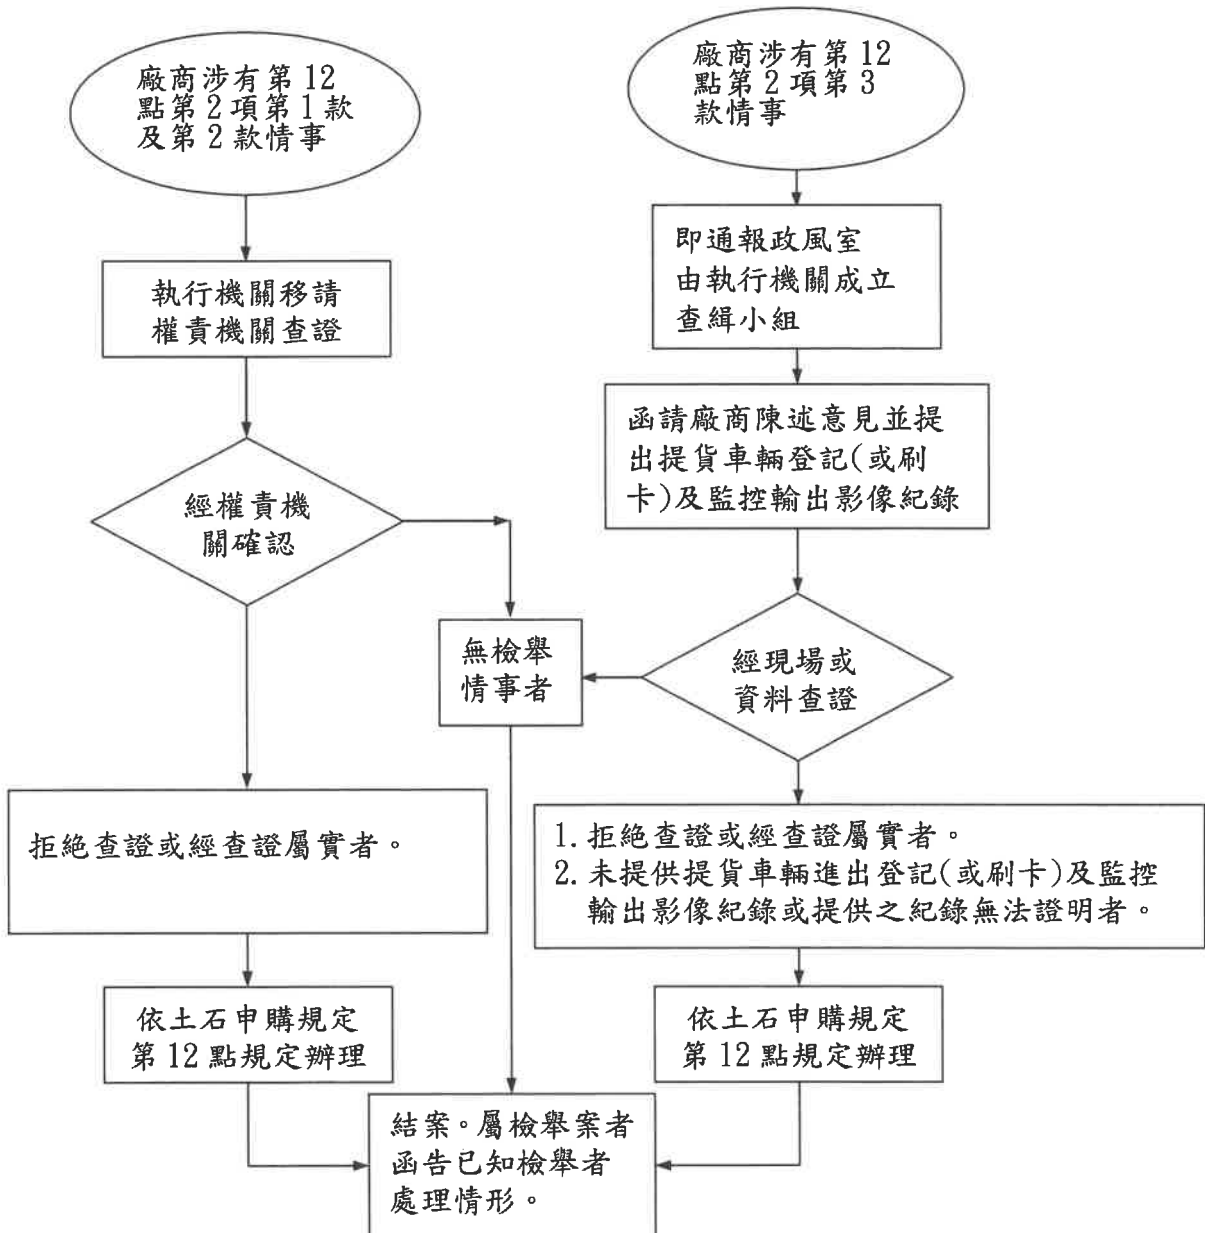 廠商涉有第12
點第2項第1款
及第2款情事
執行機關移請
權責機關查證
經權責機
關確認
拒絕查證或經查證屬實者。
依土石申購規定
第12點規定辦理
廠商涉有第12
點第2項第3
款情事
即通報政風室
由執行機關成立
查緝小組
函請廠商陳述意見並提
出提貨車輛登記(或刷
卡)及監控輸出影像紀錄
經現場或
資料查證
無檢舉
情事者
1.拒絕查證或經查證屬實者。
2.未提供提貨車輛進出登記(或刷卡)及監控
輸出影像紀錄或提供之紀錄無法證明者。
依土石申購規定
第12點規定辦理
結案。屬檢舉案者
函告已知檢舉者
處理情形。